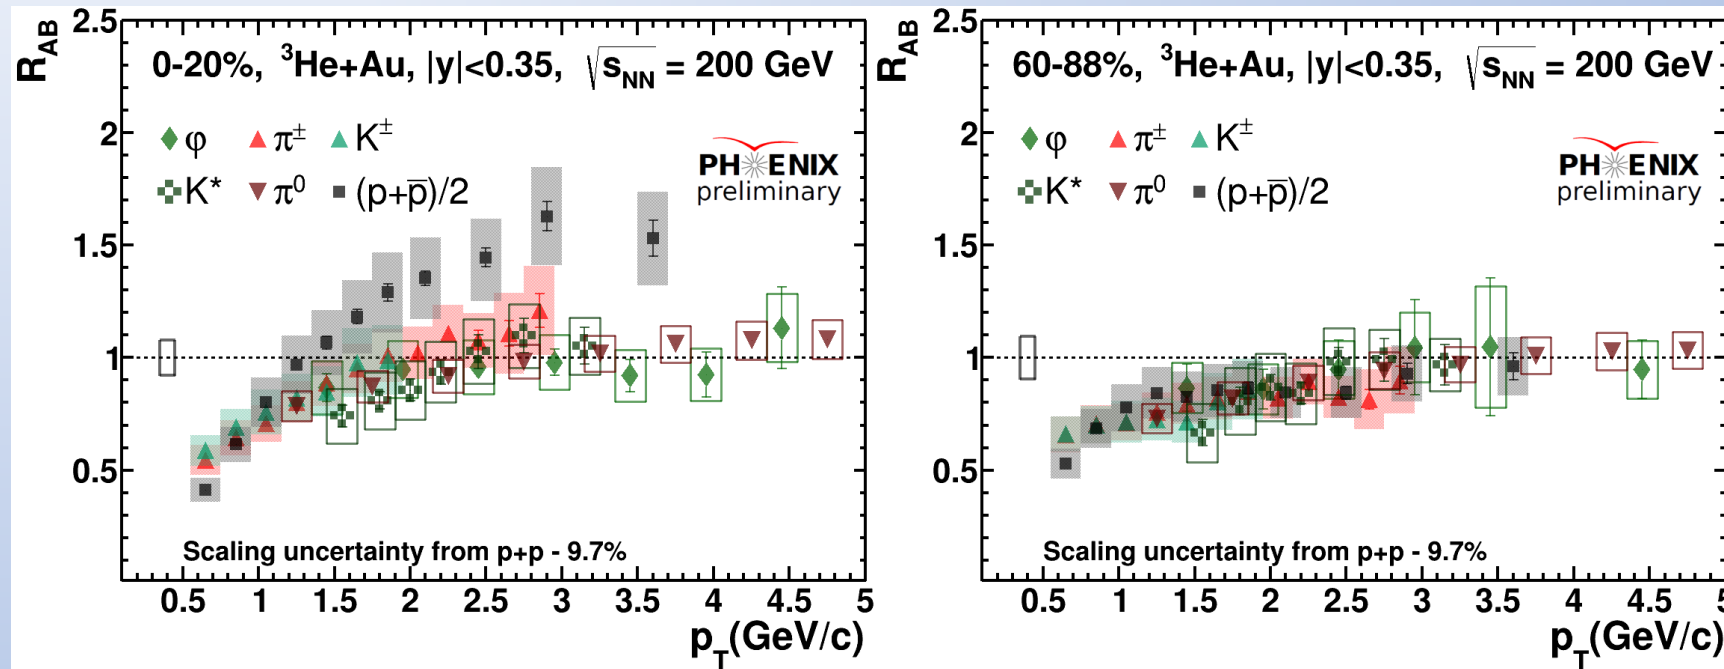 R_AB
2.5
2
1.5
1
0.5
0-20%, ³He+Au, |y|<0.35, √s_NN = 200 GeV
φ π± K±
K* π⁰ (p+p̅)/2
PHENIX
preliminary
Scaling uncertainty from p+p - 9.7%
0.5 1 1.5 2 2.5 3 3.5 4 4.5 5
p_T(GeV/c)
R_AB
2.5
2
1.5
1
0.5
60-88%, ³He+Au, |y|<0.35, √s_NN = 200 GeV
φ π± K±
K* π⁰ (p+p̅)/2
PHENIX
preliminary
Scaling uncertainty from p+p - 9.7%
0.5 1 1.5 2 2.5 3 3.5 4 4.5 5
p_T(GeV/c)